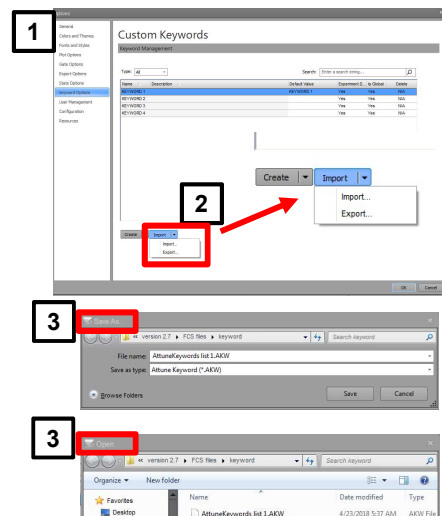 Options
1
General
Colors and Themes
Fonts and Styles
Plot Options
Gate Options
Export Options
Stats Options
Keyword Options
User Management
Configuration
Resources
Custom Keywords
Keyword Management
Type: All
Search: Enter a search string...
Name Description Default Value Experiment D... Is Global Delete
KEYWORD 1 KEYWORD 1 Yes Yes N/A
KEYWORD 2 Yes Yes N/A
KEYWORD 3 Yes Yes N/A
KEYWORD 4 Yes Yes N/A
Create Import
Import...
Export...
2
Create Import
Import...
Export...
OK Cancel
3
Save As
« version 2.7 FCS files keyword Search keyword
File name: AttuneKeywords list 1.AKW
Save as type: Attune Keyword (*.AKW)
Browse Folders Save Cancel
3
Open
« version 2.7 FCS files keyword Search keyword
Organize New folder
Favorites Name Date modified Type
Desktop AttuneKeywords list 1.AKW 4/23/2018 5:37 AM AKW File